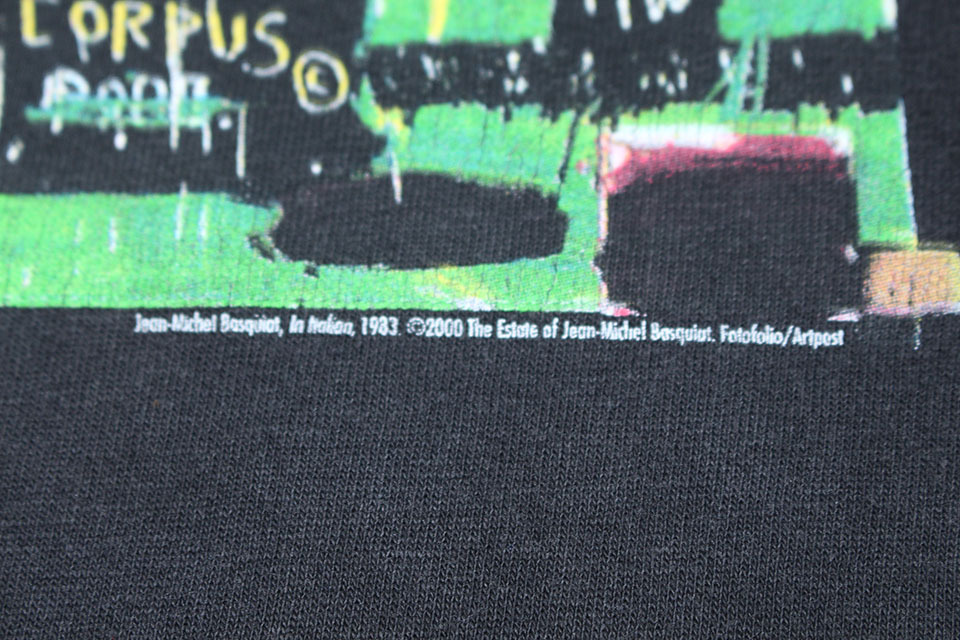 CORPUS ©
Jean-Michel Basquiat, In Italian, 1983. ©2000 The Estate of Jean-Michel Basquiat. Fotofolio/Artpost